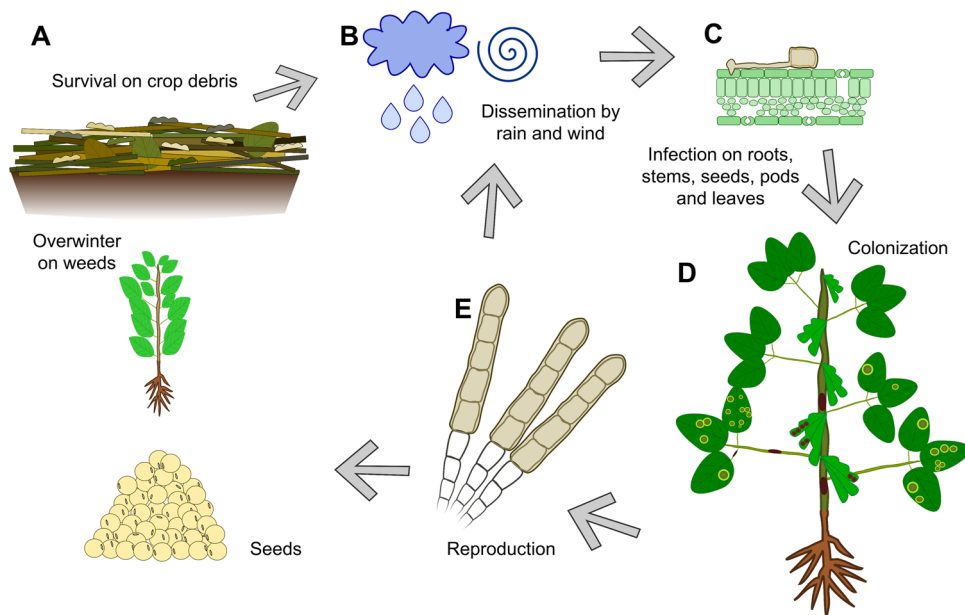 A
Survival on crop debris
Overwinter
on weeds
Seeds
B
Dissemination by
rain and wind
C
Infection on roots,
stems, seeds, pods
and leaves
D
Colonization
E
Reproduction